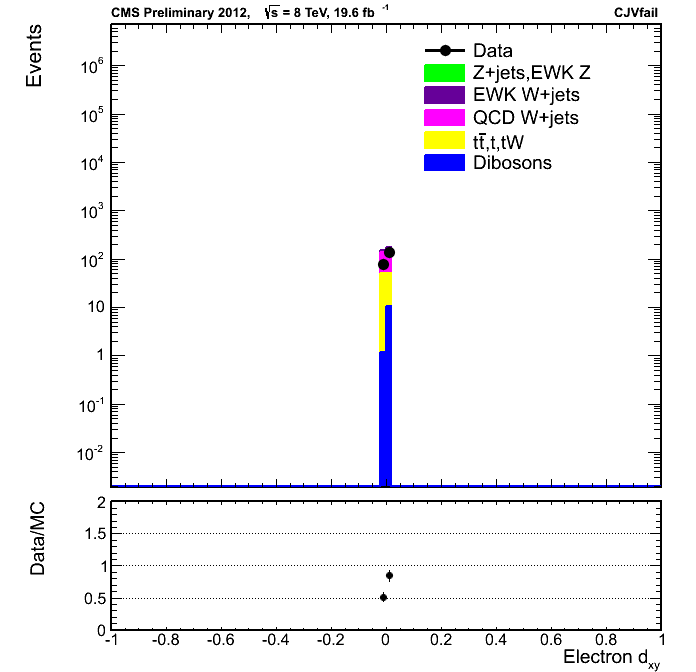 CMS Preliminary 2012, √s = 8 TeV, 19.6 fb⁻¹ CJVfail
Events
Data
Z+jets,EWK Z
EWK W+jets
QCD W+jets
tt̅,t,tW
Dibosons
10⁶
10⁵
10⁴
10³
10²
10
1
10⁻¹
10⁻²
Data/MC
2
1.5
1
0.5
0
-1 -0.8 -0.6 -0.4 -0.2 0 0.2 0.4 0.6 0.8 1
Electron d_xy